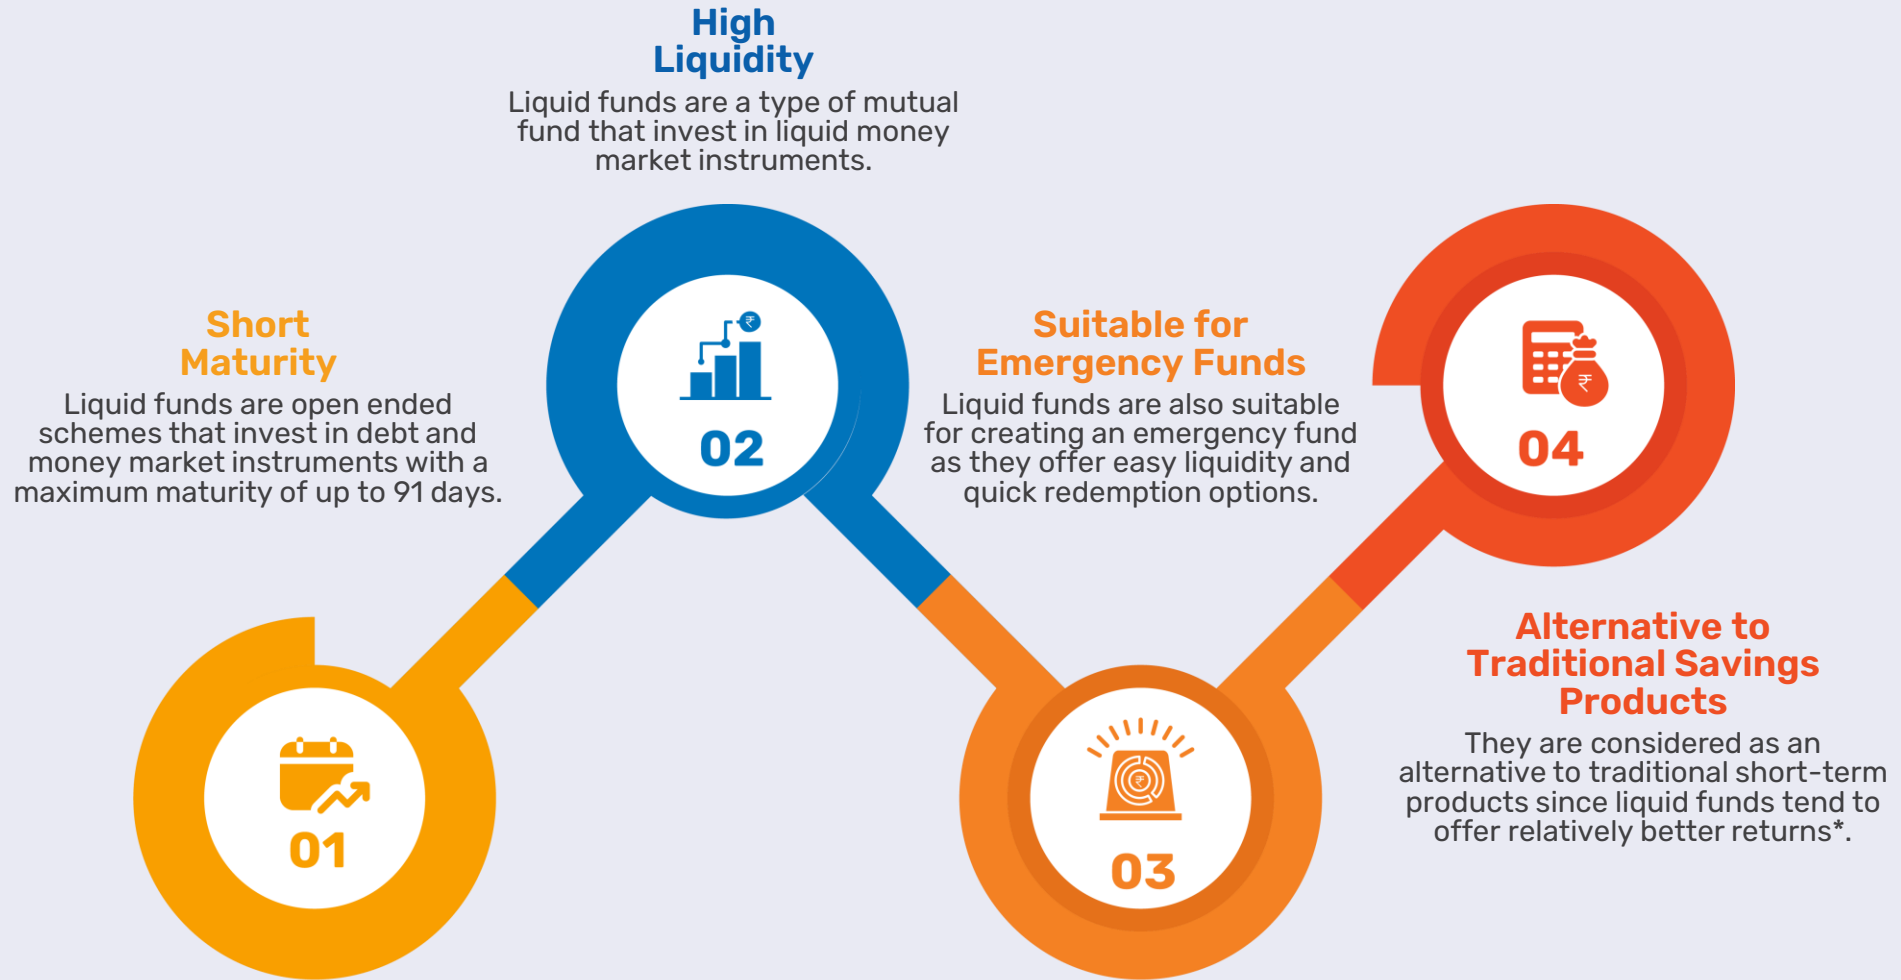 Short
Maturity
Liquid funds are open ended
schemes that invest in debt and
money market instruments with a
maximum maturity of up to 91 days.
01
High
Liquidity
Liquid funds are a type of mutual
fund that invest in liquid money
market instruments.
₹
02
Suitable for
Emergency Funds
Liquid funds are also suitable
for creating an emergency fund
as they offer easy liquidity and
quick redemption options.
₹
03
₹
04
Alternative to
Traditional Savings
Products
They are considered as an
alternative to traditional short-term
products since liquid funds tend to
offer relatively better returns*.